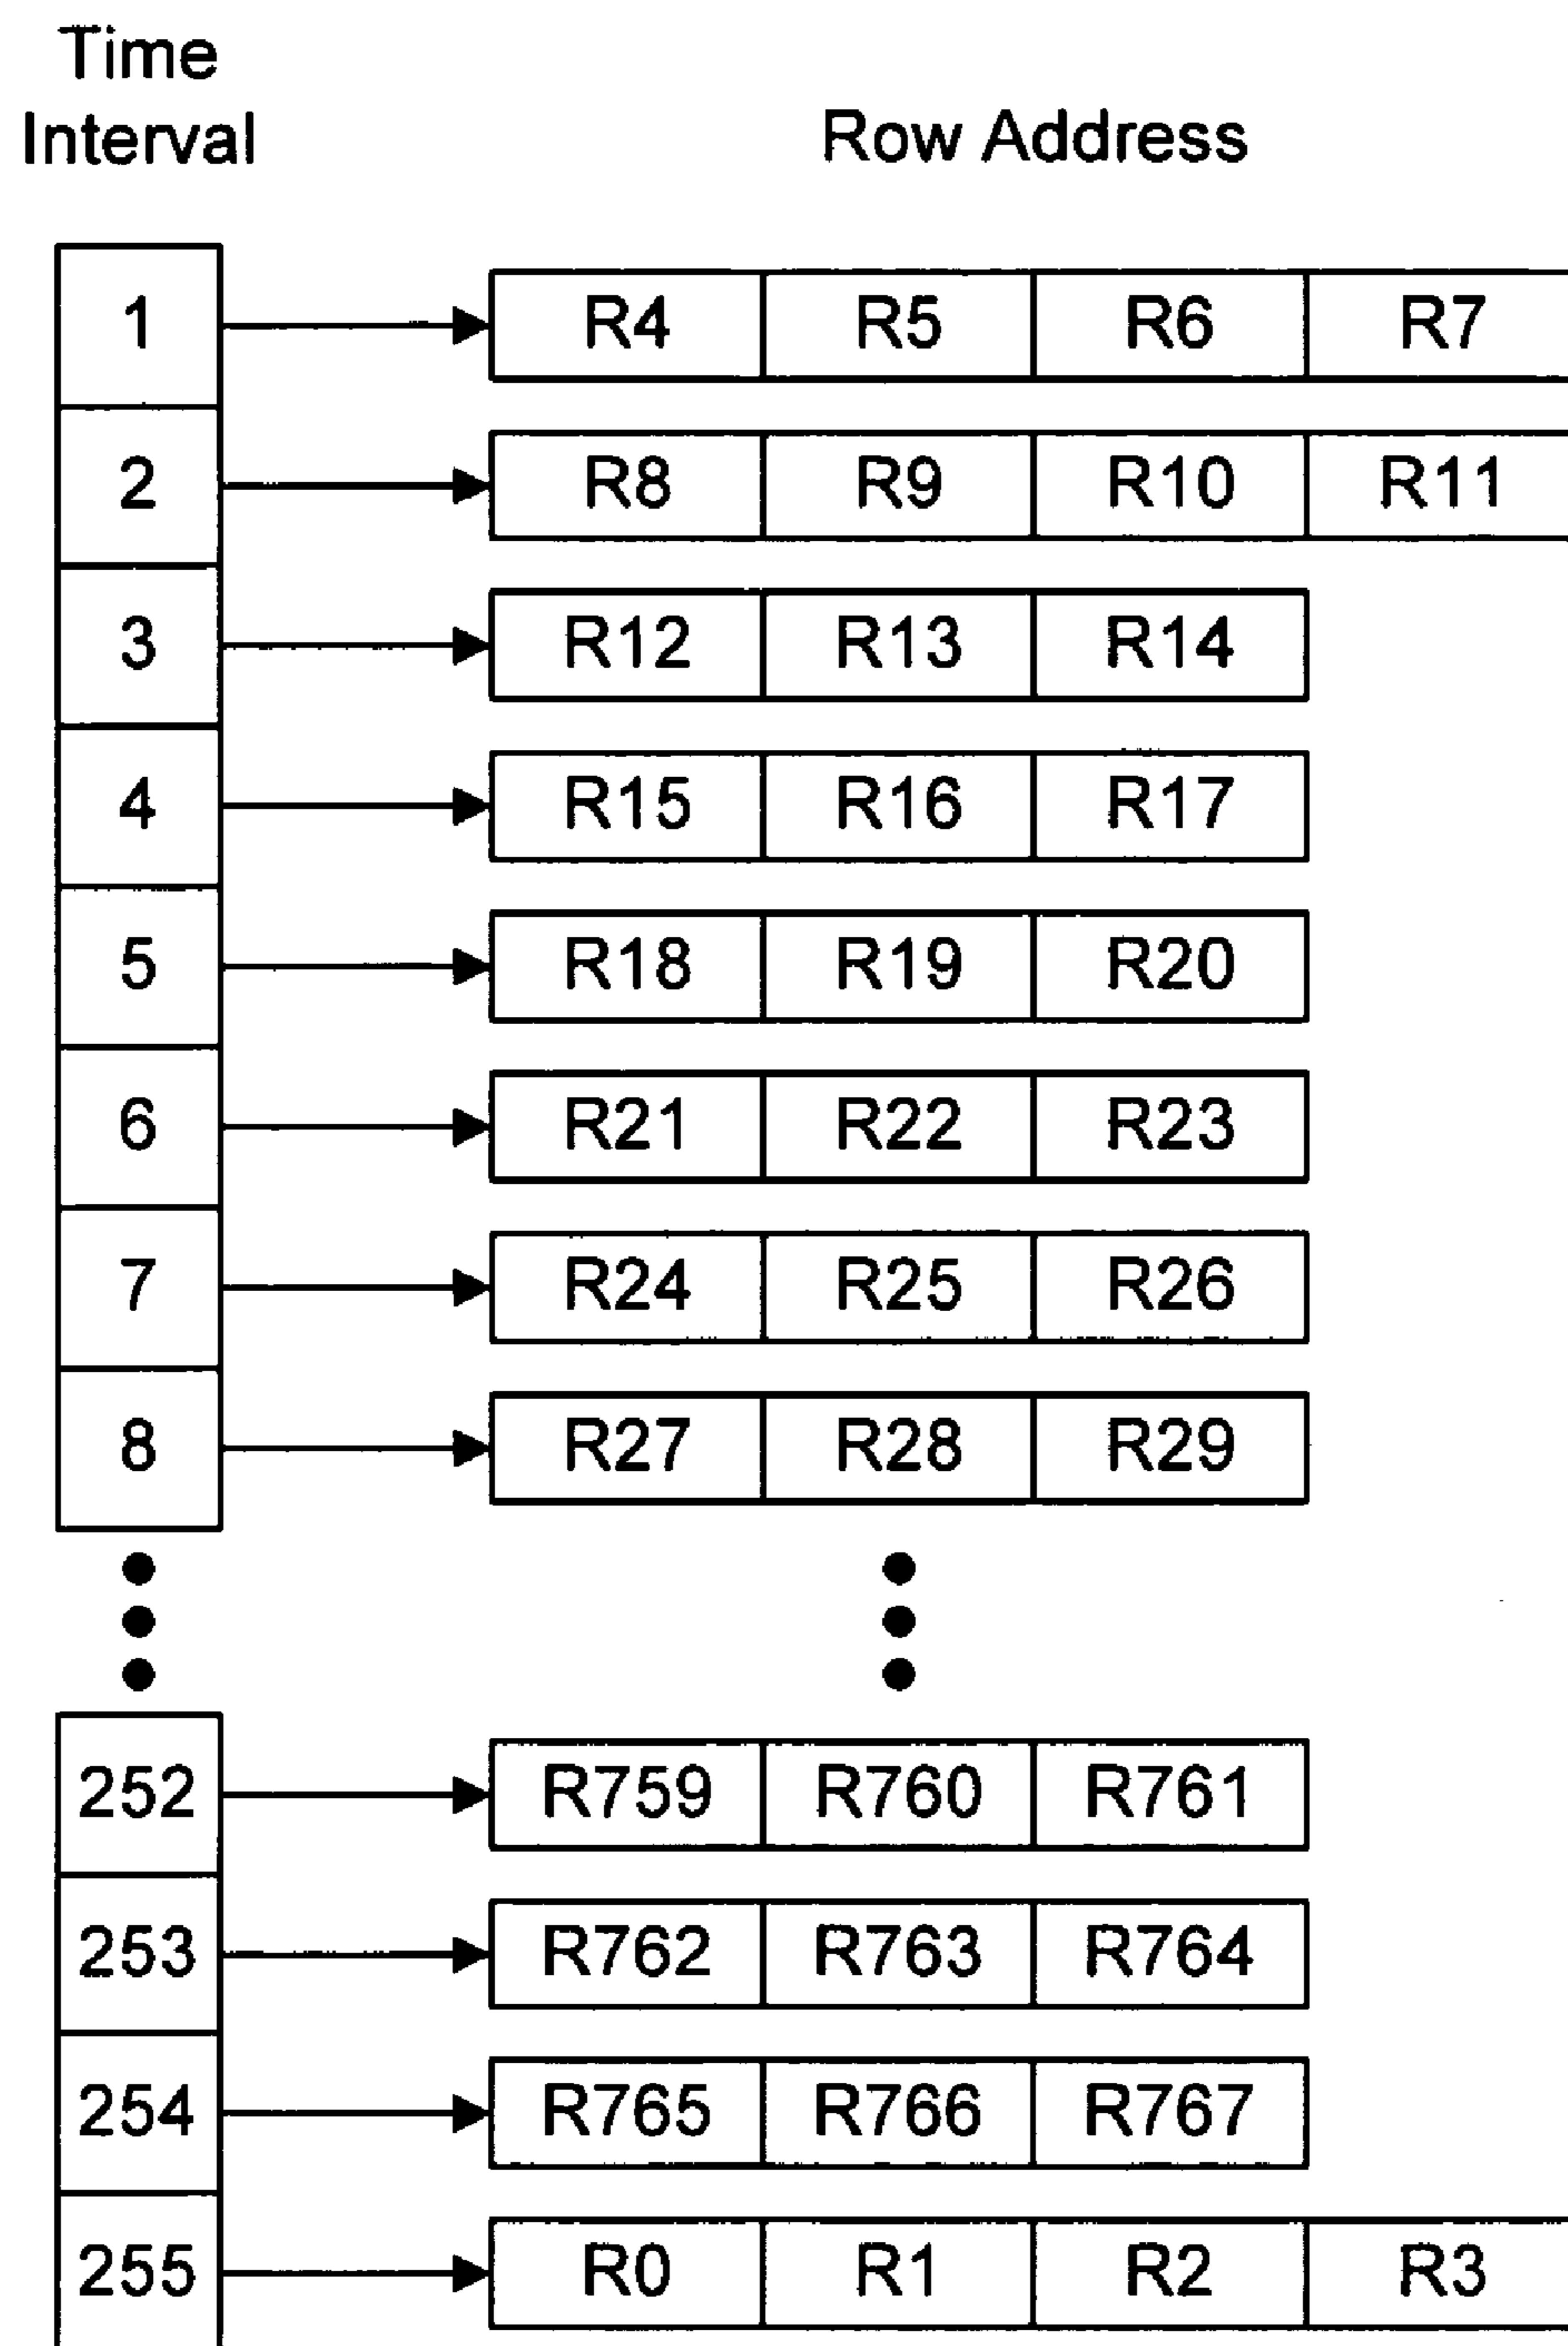 Time
Interval
Row Address
1 R4 R5 R6 R7
2 R8 R9 R10 R11
3 R12 R13 R14
4 R15 R16 R17
5 R18 R19 R20
6 R21 R22 R23
7 R24 R25 R26
8 R27 R28 R29
252 R759 R760 R761
253 R762 R763 R764
254 R765 R766 R767
255 R0 R1 R2 R3